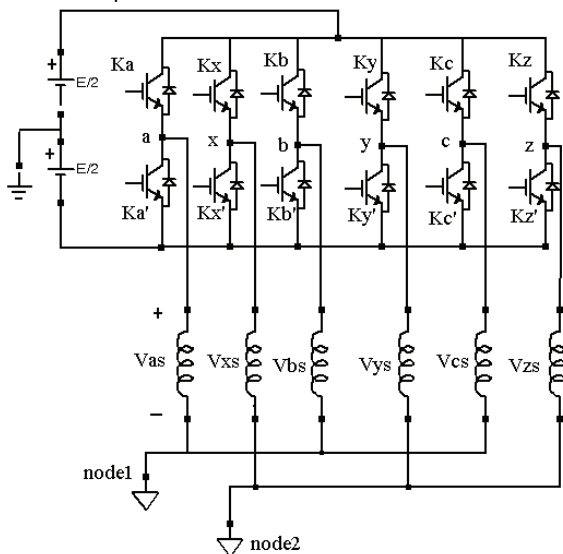 +
Ka
Kx
Kb
Ky
Kc
Kz
E/2
a
x
b
y
c
z
+
E/2
Ka'
Kx'
Kb'
Ky'
Kc'
Kz'
+
Vas
Vxs
Vbs
Vys
Vcs
Vzs
–
node1
node2